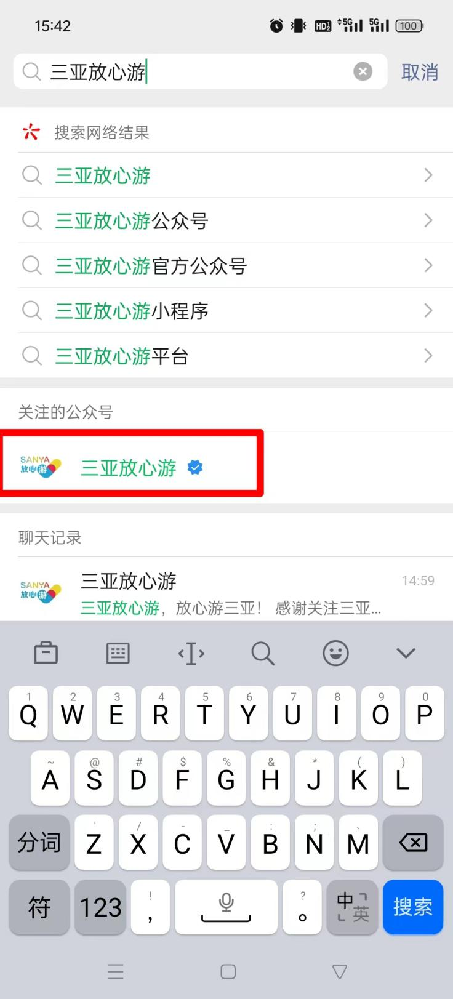 15:42
HD 5G 5G 100
三亚放心游 取消
搜索网络结果
三亚放心游
三亚放心游公众号
三亚放心游官方公众号
三亚放心游小程序
三亚放心游平台
关注的公众号
SANYA
放心游
三亚放心游
聊天记录
SANYA
放心游
三亚放心游 14:59
三亚放心游，放心游三亚！ 感谢关注三亚...
1 2 3 4 5 6 7 8 9 0
Q W E R T Y U I O P
~ @ # $ % & * ( )
A S D F G H J K L
' / - _ : ; 、
分词 Z X C V B N M
! ?
符 123 , 。 中英 搜索